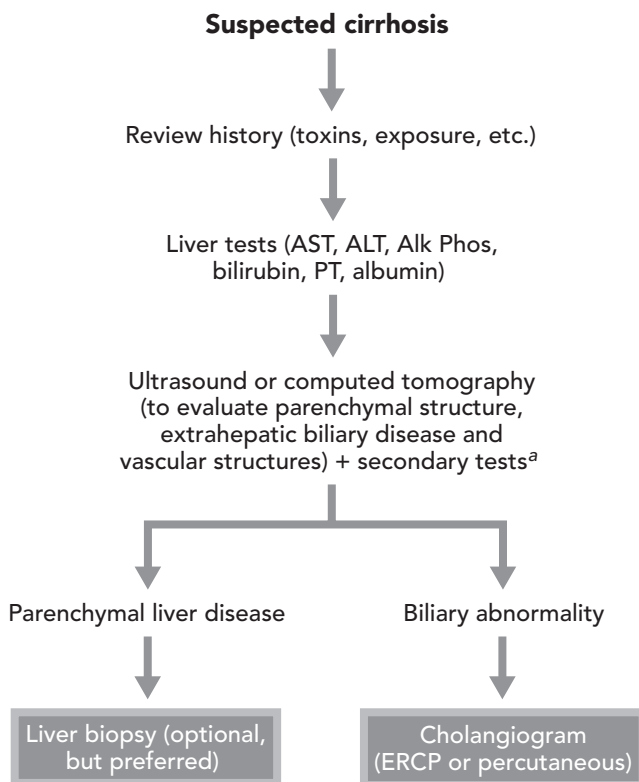 Suspected cirrhosis
Review history (toxins, exposure, etc.)
Liver tests (AST, ALT, Alk Phos,
bilirubin, PT, albumin)
Ultrasound or computed tomography
(to evaluate parenchymal structure,
extrahepatic biliary disease and
vascular structures) + secondary testsᵃ
Parenchymal liver disease
Biliary abnormality
Liver biopsy (optional,
but preferred)
Cholangiogram
(ERCP or percutaneous)